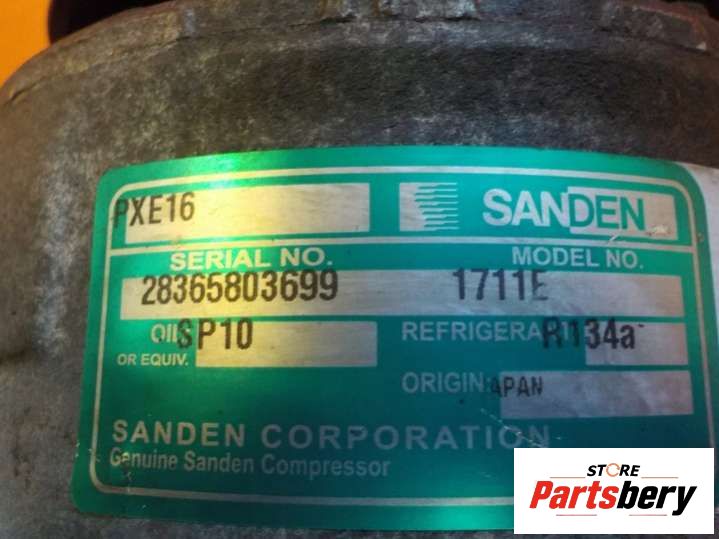 PXE16
SANDEN
SERIAL NO.
MODEL NO.
28365803699
1711E
OIL SP10
OR EQUIV.
REFRIGERA R134a
ORIGIN: APAN
SANDEN CORPORATION
Genuine Sanden Compressor
STORE
Partsbery